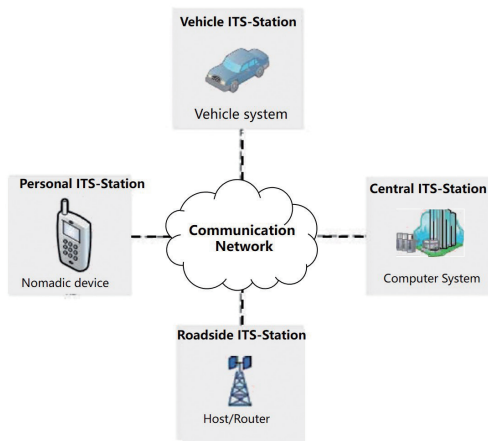 Vehicle ITS-Station
Vehicle system
Personal ITS-Station
Nomadic device
Communication
Network
Central ITS-Station
Computer System
Roadside ITS-Station
Host/Router